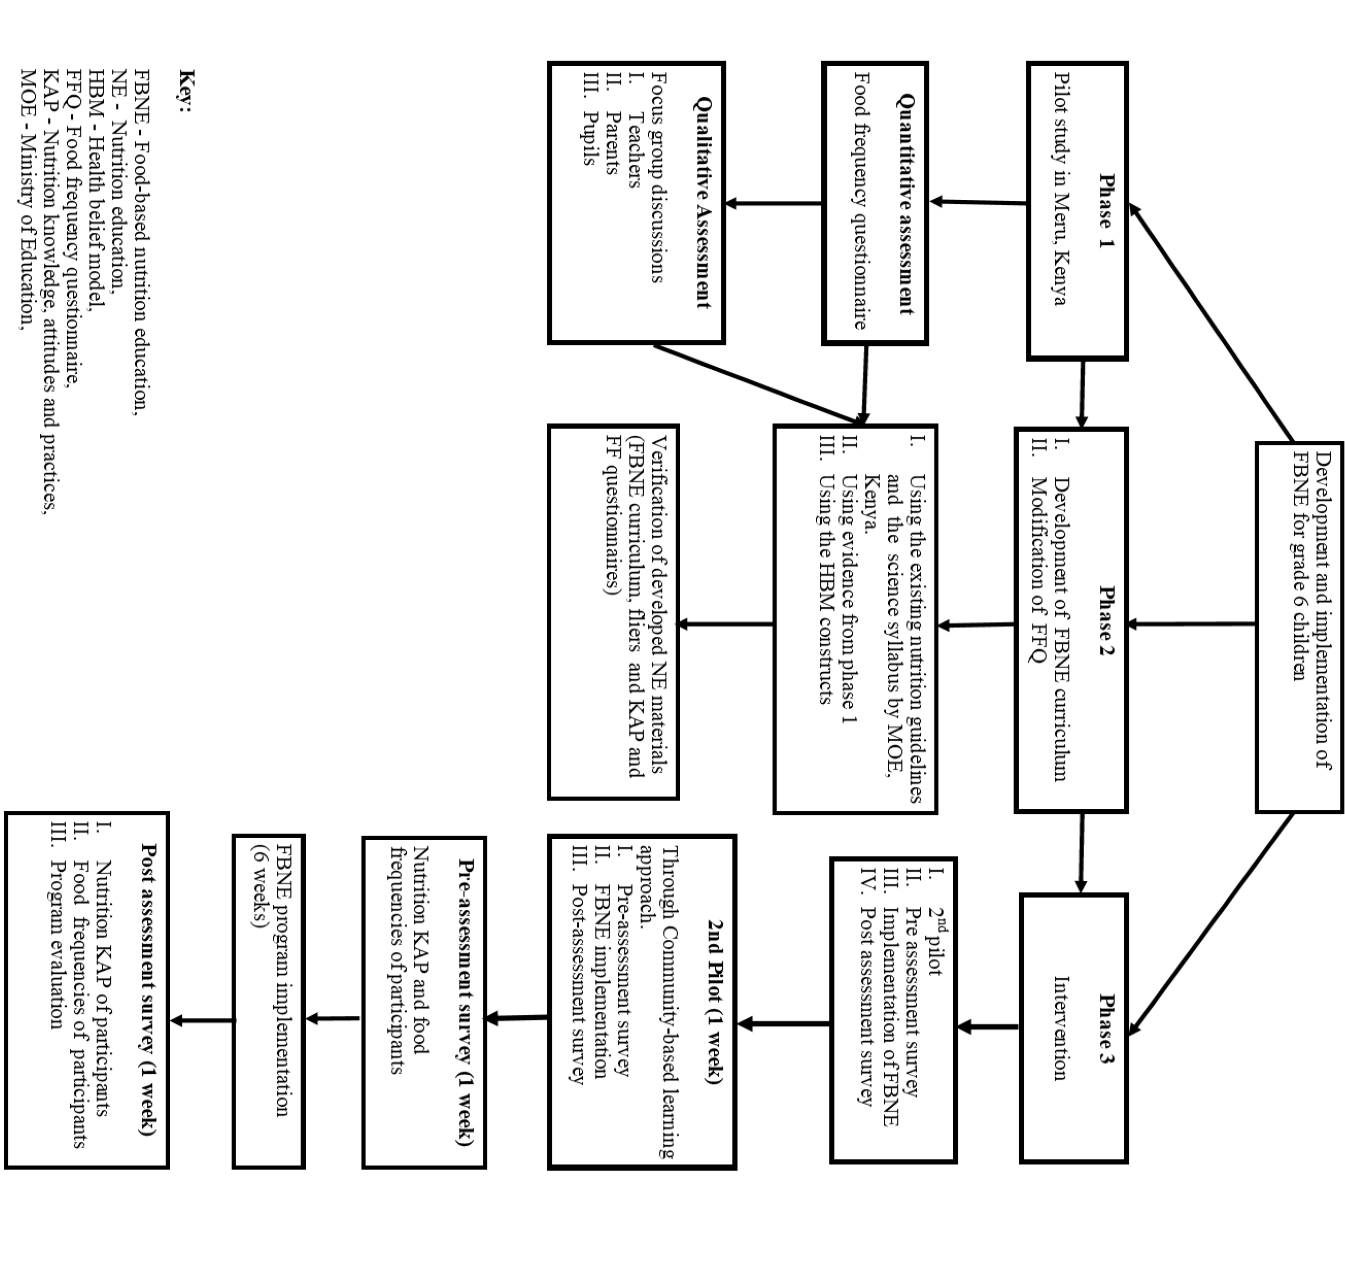 Development and implementation of
FBNE for grade 6 children
Phase 1
Pilot study in Meru, Kenya
Quantitative assessment
Food frequency questionnaire
Qualitative Assessment
Focus group discussions
I. Teachers
II. Parents
III. Pupils
Phase 2
I. Development of FBNE curriculum
II. Modification of FFQ
I. Using the existing nutrition guidelines
and the science syllabus by MOE,
Kenya.
II. Using evidence from phase 1
III. Using the HBM constructs
Verification of developed NE materials
(FBNE curriculum, fliers and KAP and
FF questionnaires)
Phase 3
Intervention
I. 2nd pilot
II. Pre assessment survey
III. Implementation of FBNE
IV. Post assessment survey
2nd Pilot (1 week)
Through Community-based learning
approach.
I. Pre-assessment survey
II. FBNE implementation
III. Post-assessment survey
Pre-assessment survey (1 week)
Nutrition KAP and food
frequencies of participants
FBNE program implementation
(6 weeks)
Post assessment survey (1 week)
I. Nutrition KAP of participants
II. Food frequencies of participants
III. Program evaluation
Key:
FBNE - Food-based nutrition education,
NE - Nutrition education,
HBM - Health belief model,
FFQ - Food frequency questionnaire,
KAP - Nutrition knowledge, attitudes and practices,
MOE - Ministry of Education,